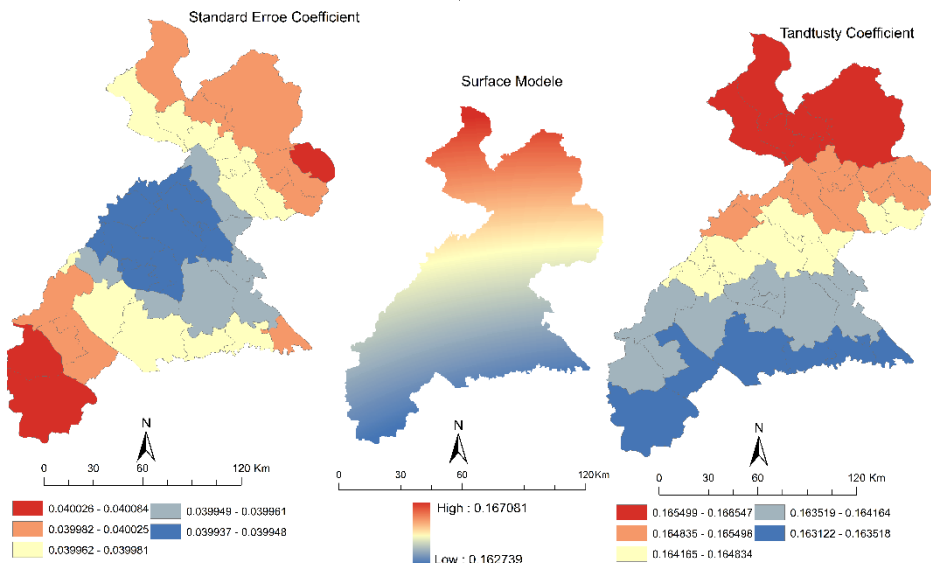 Standard Erroe Coefficient
Surface Modele
Tandtusty Coefficient
N
0 30 60 120 Km
0.040026 - 0.040084
0.039982 - 0.040025
0.039962 - 0.039981
0.039949 - 0.039961
0.039937 - 0.039948
N
0 30 60 120Km
High : 0.167081
Low : 0.162739
N
0 30 60 120 Km
0.165499 - 0.166547
0.164835 - 0.165498
0.164165 - 0.164834
0.163519 - 0.164164
0.163122 - 0.163518